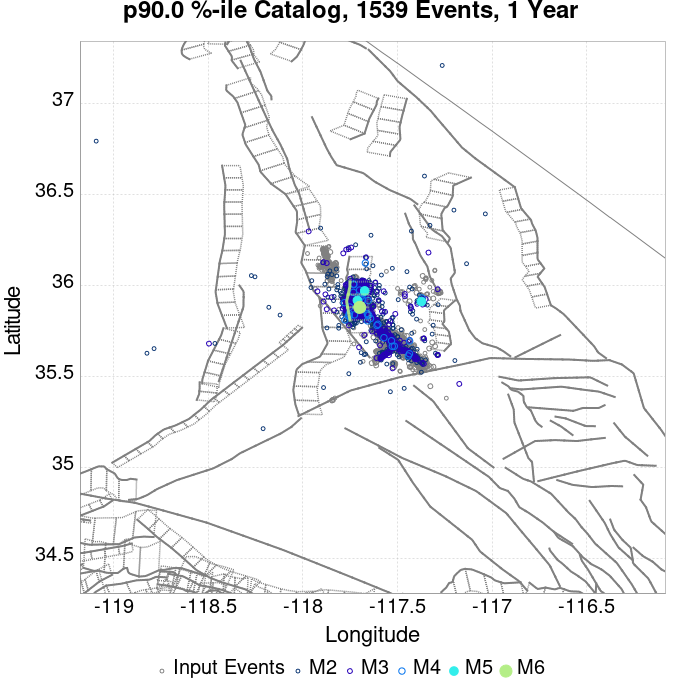 p90.0 %-ile Catalog, 1539 Events, 1 Year
37
36.5
36
35.5
35
34.5
Latitude
-119 -118.5 -118 -117.5 -117 -116.5
Longitude
Input Events M2 M3 M4 M5 M6